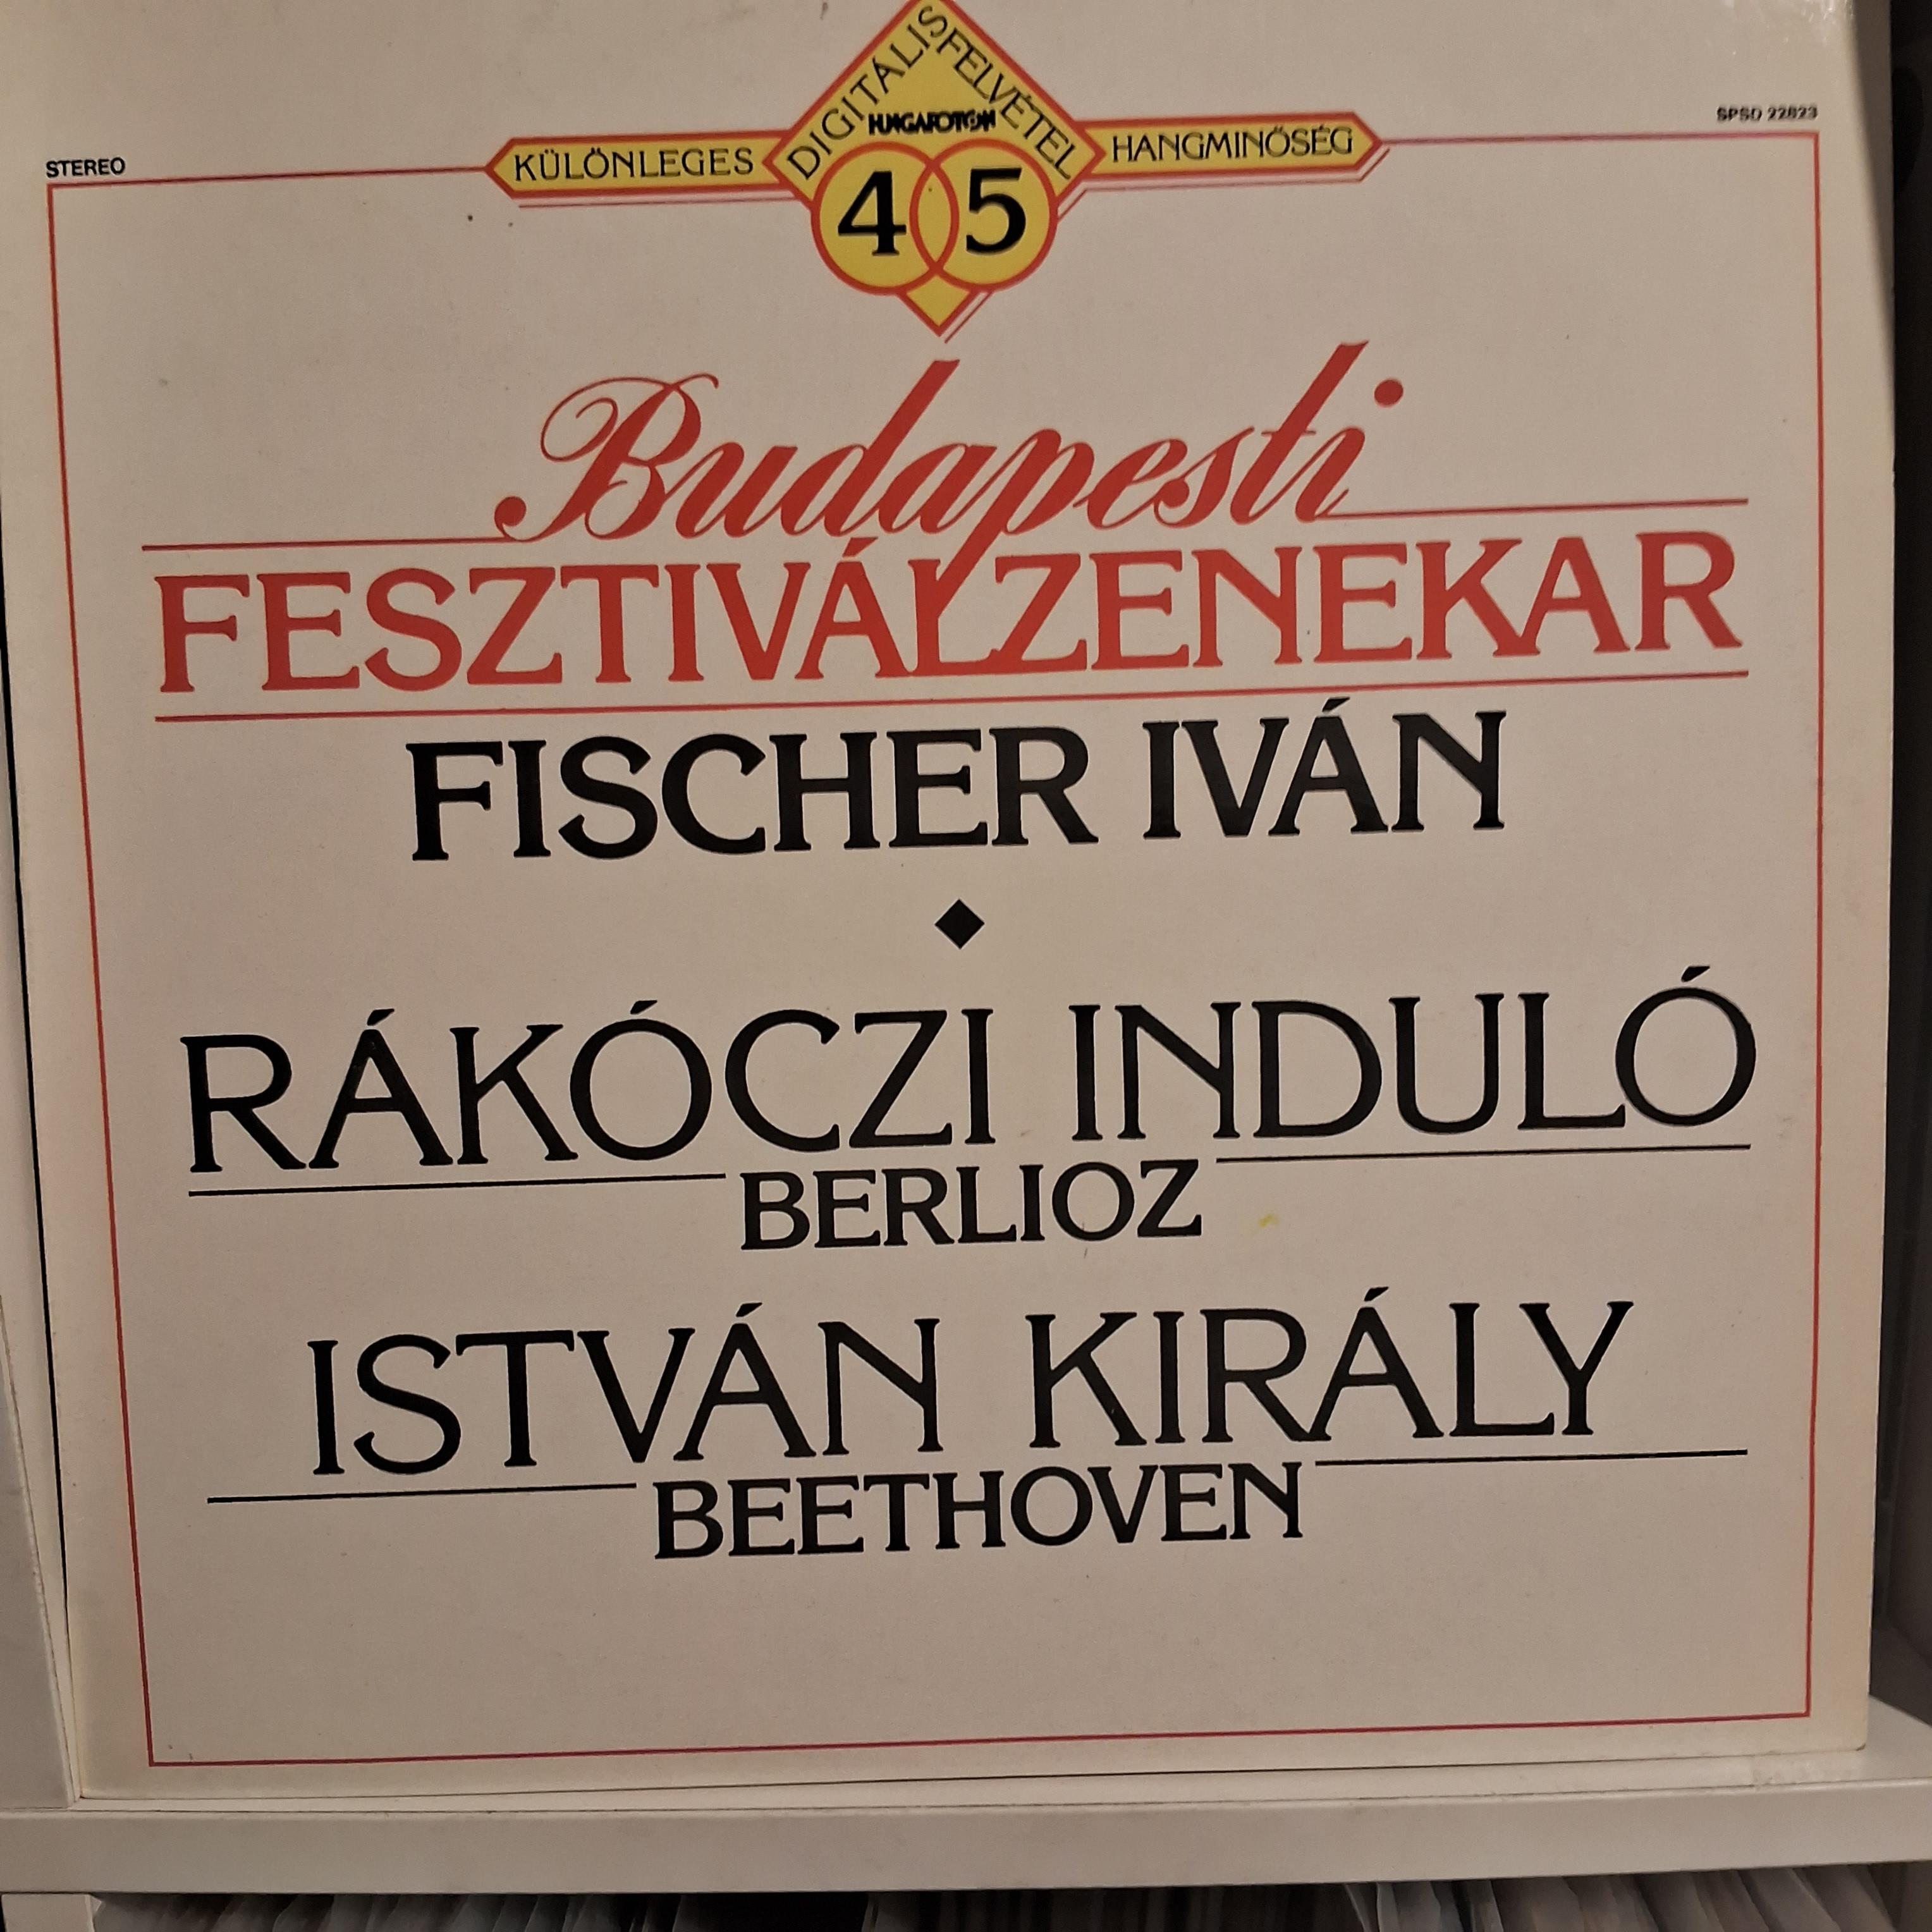 DIGITÁLIS FELVÉTEL
HUNGAROTON
STEREO
KÜLÖNLEGES
HANGMINŐSÉG
SPSD 22823
45
Budapesti
FESZTIVÁLZENEKAR
FISCHER IVÁN
RÁKÓCZI INDULÓ
BERLIOZ
ISTVÁN KIRÁLY
BEETHOVEN